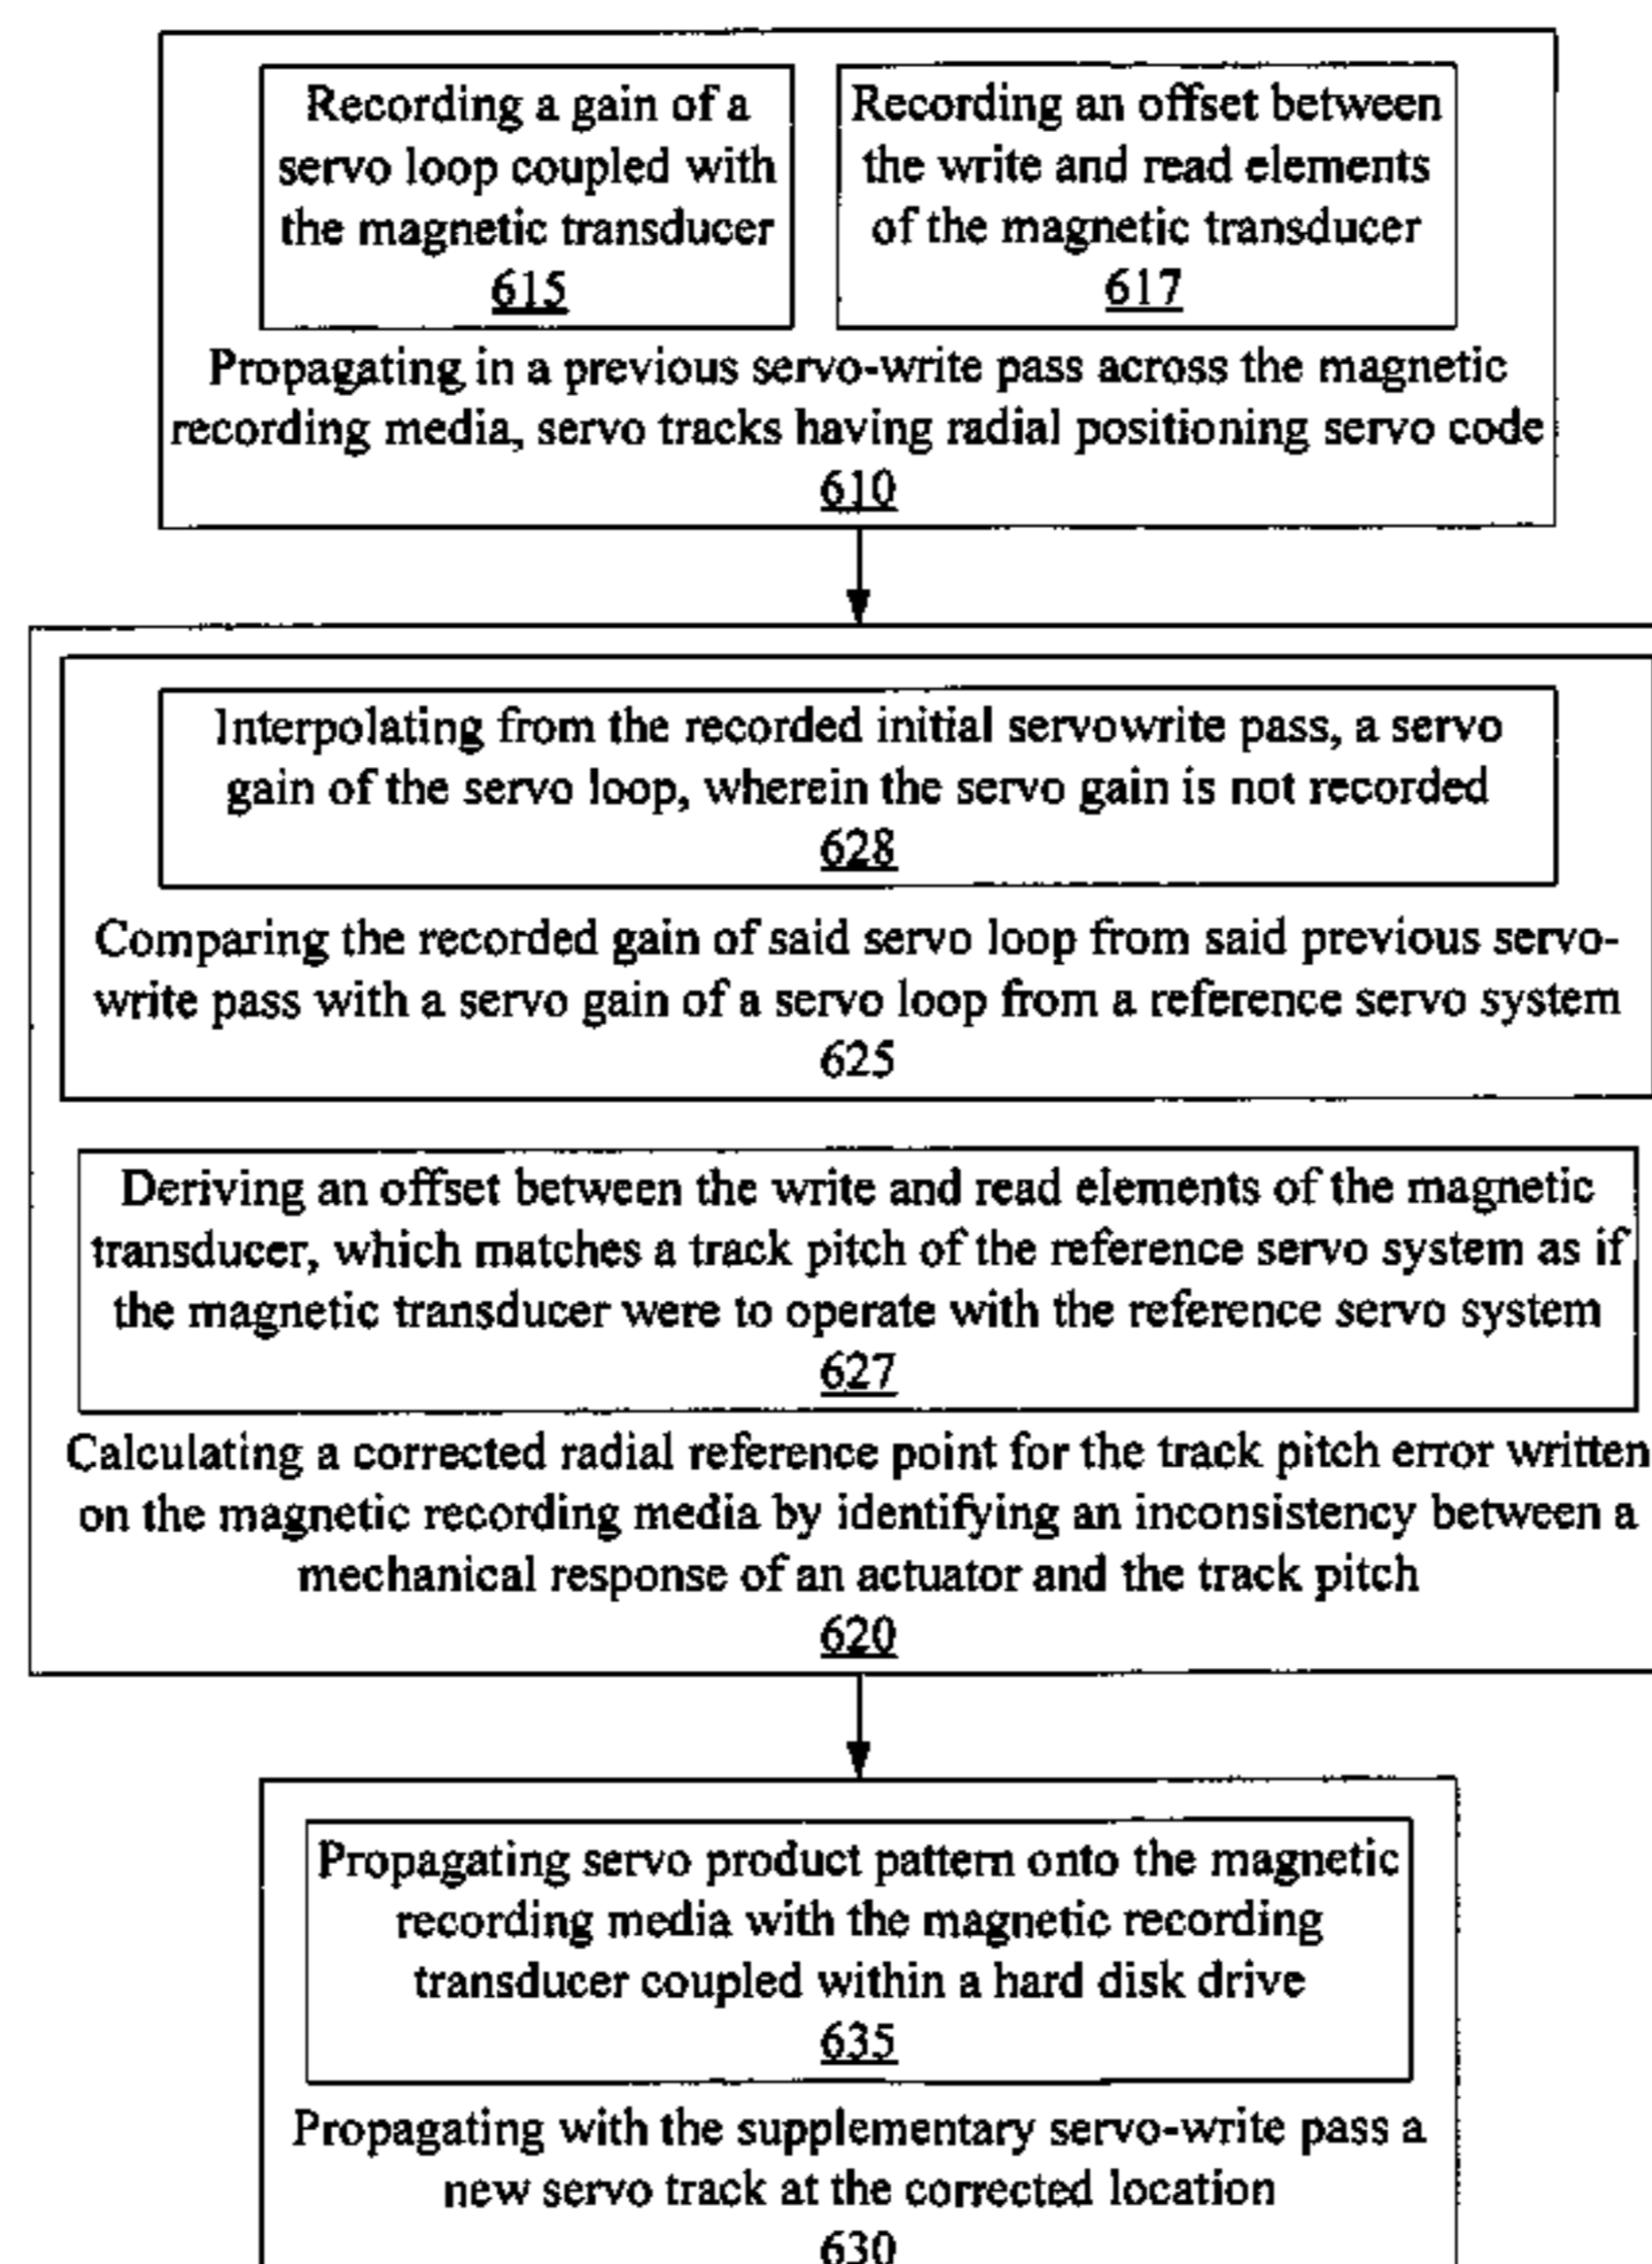 Recording a gain of a
servo loop coupled with
the magnetic transducer
615
Recording an offset between
the write and read elements
of the magnetic transducer
617
Propagating in a previous servo-write pass across the magnetic
recording media, servo tracks having radial positioning servo code
610
Interpolating from the recorded initial servowrite pass, a servo
gain of the servo loop, wherein the servo gain is not recorded
628
Comparing the recorded gain of said servo loop from said previous servo-
write pass with a servo gain of a servo loop from a reference servo system
625
Deriving an offset between the write and read elements of the magnetic
transducer, which matches a track pitch of the reference servo system as if
the magnetic transducer were to operate with the reference servo system
627
Calculating a corrected radial reference point for the track pitch error written
on the magnetic recording media by identifying an inconsistency between a
mechanical response of an actuator and the track pitch
620
Propagating servo product pattern onto the magnetic
recording media with the magnetic recording
transducer coupled within a hard disk drive
635
Propagating with the supplementary servo-write pass a
new servo track at the corrected location
630